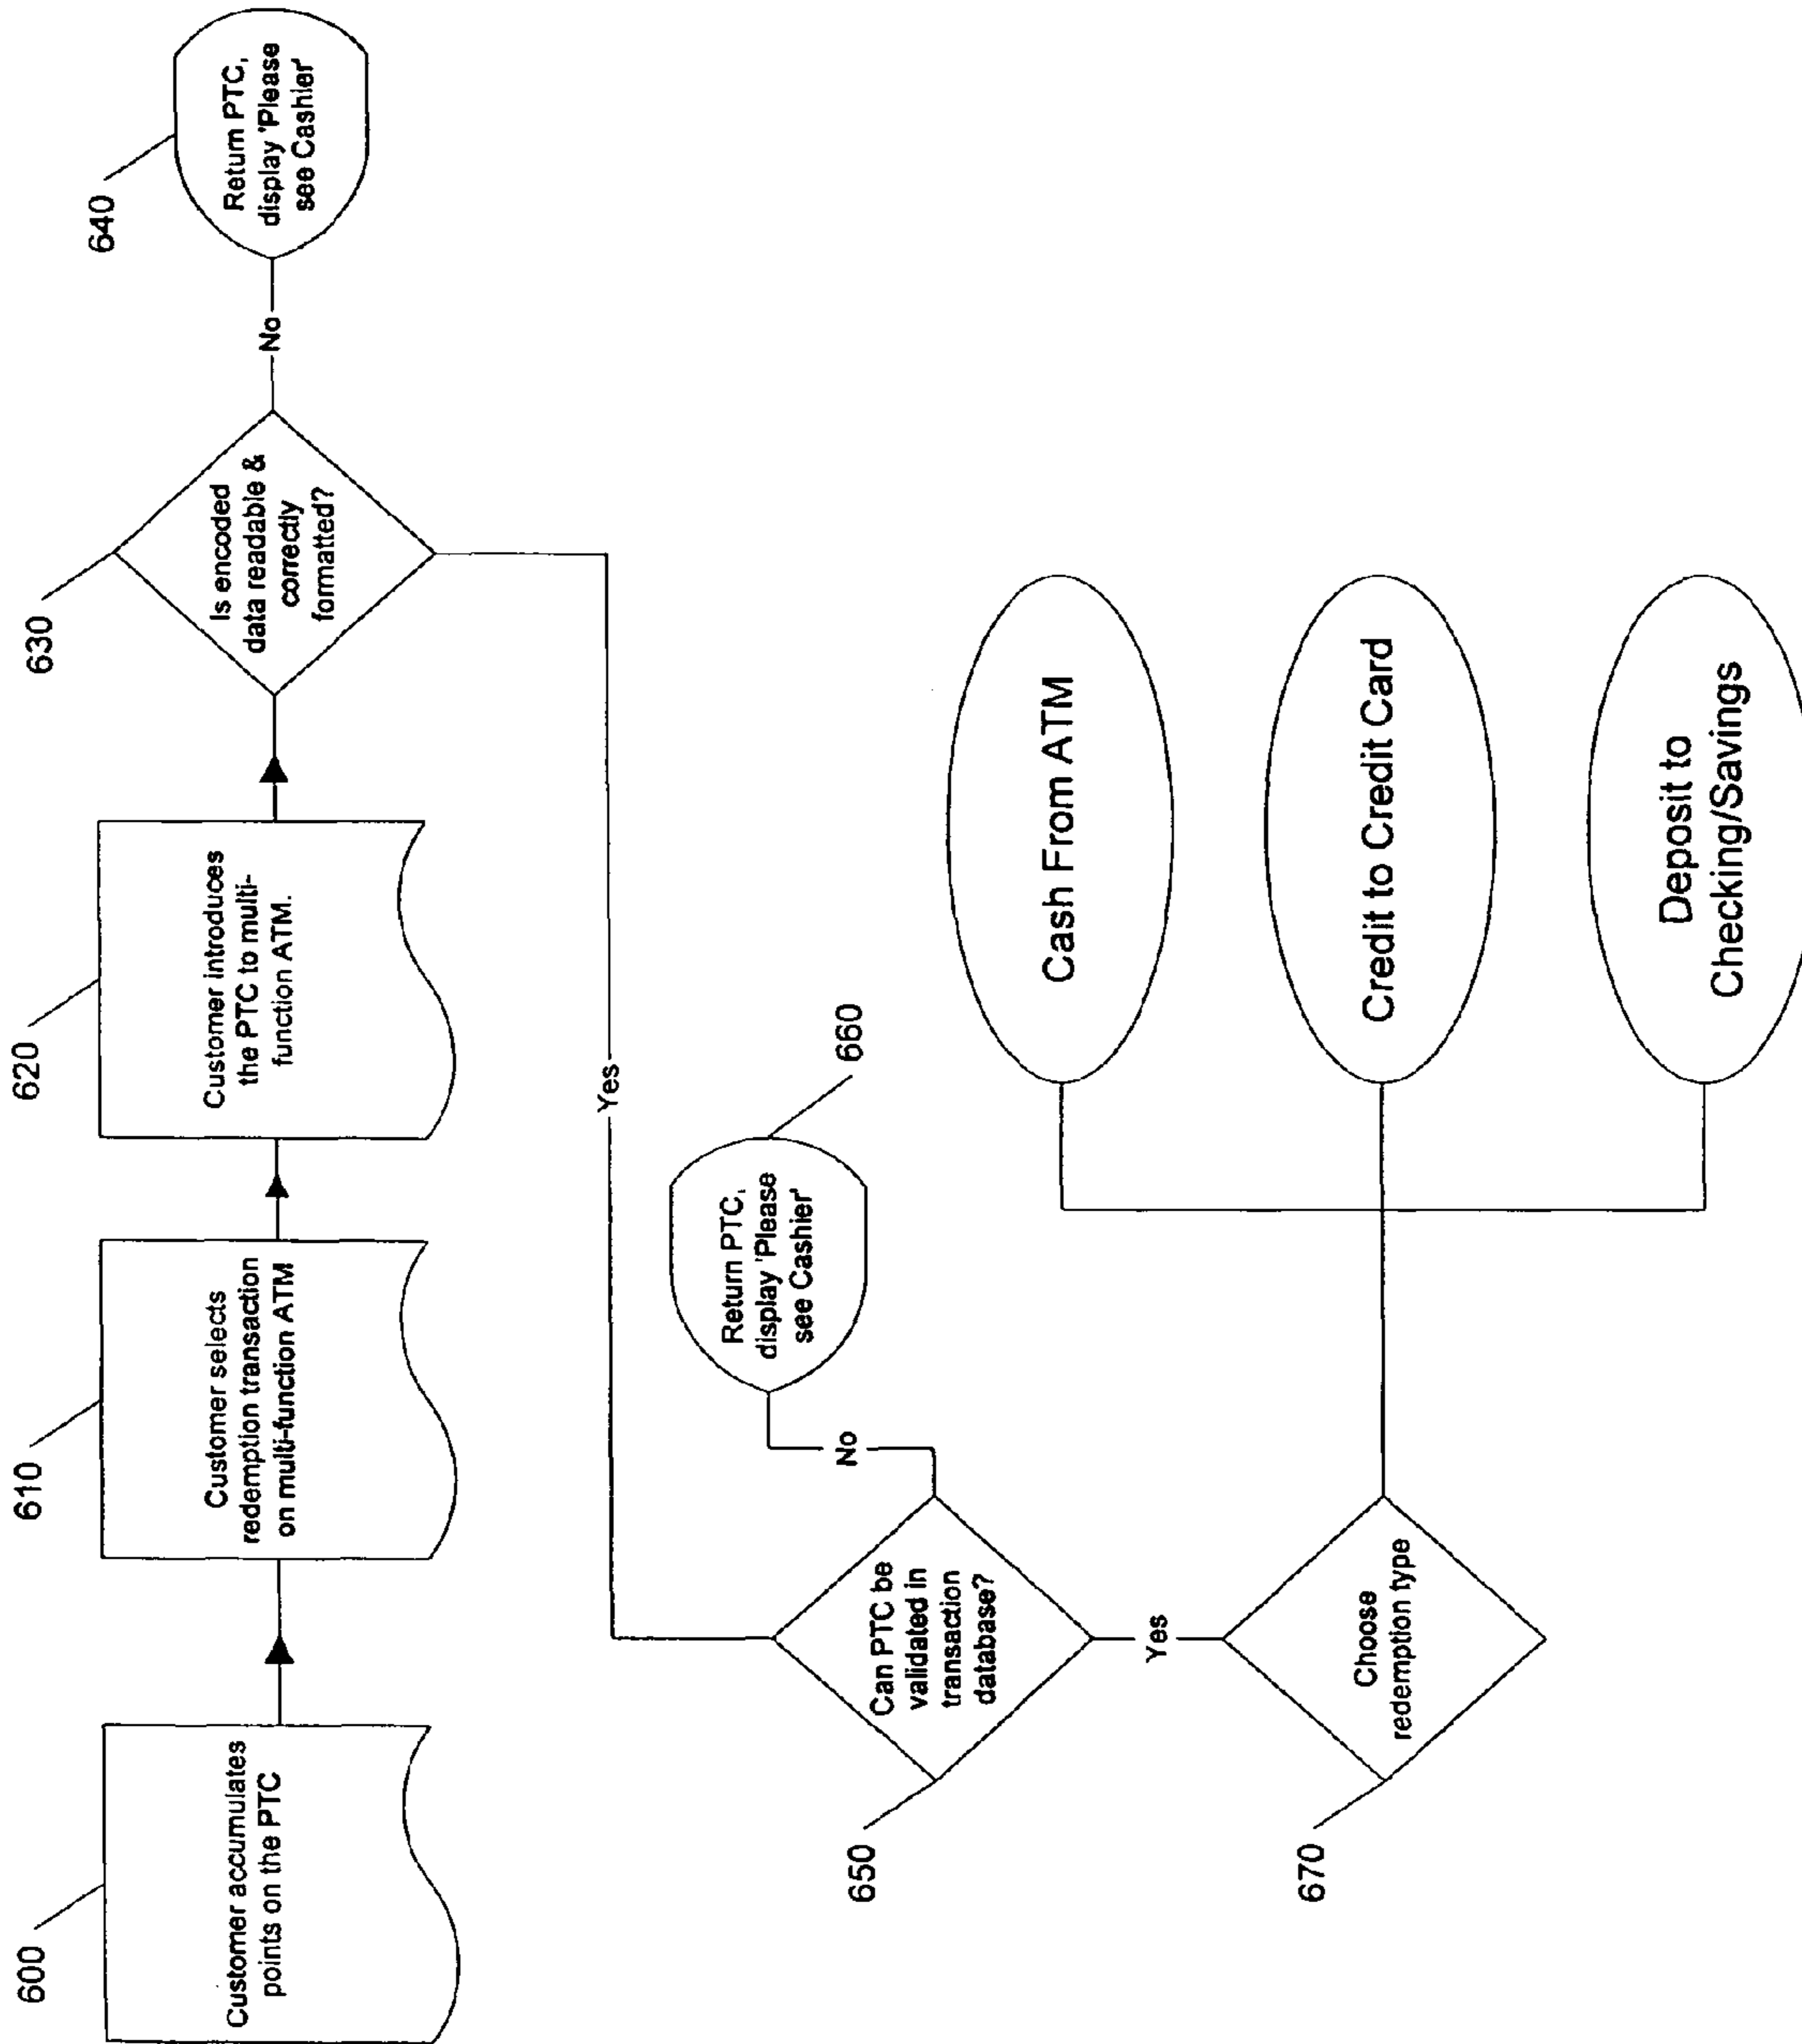 600
Customer accumulates
points on the PTC
610
Customer selects
redemption transaction
on multi-function ATM
620
Customer introduces
the PTC to multi-
function ATM.
630
Is encoded
data readable &
correctly
formatted?
No
640
Return PTC,
display 'Please
see Cashier'
Yes
650
Can PTC be
validated in
transaction
database?
No
660
Return PTC,
display 'Please
see Cashier'
Yes
670
Choose
redemption type
Cash From ATM
Credit to Credit Card
Deposit to
Checking/Savings